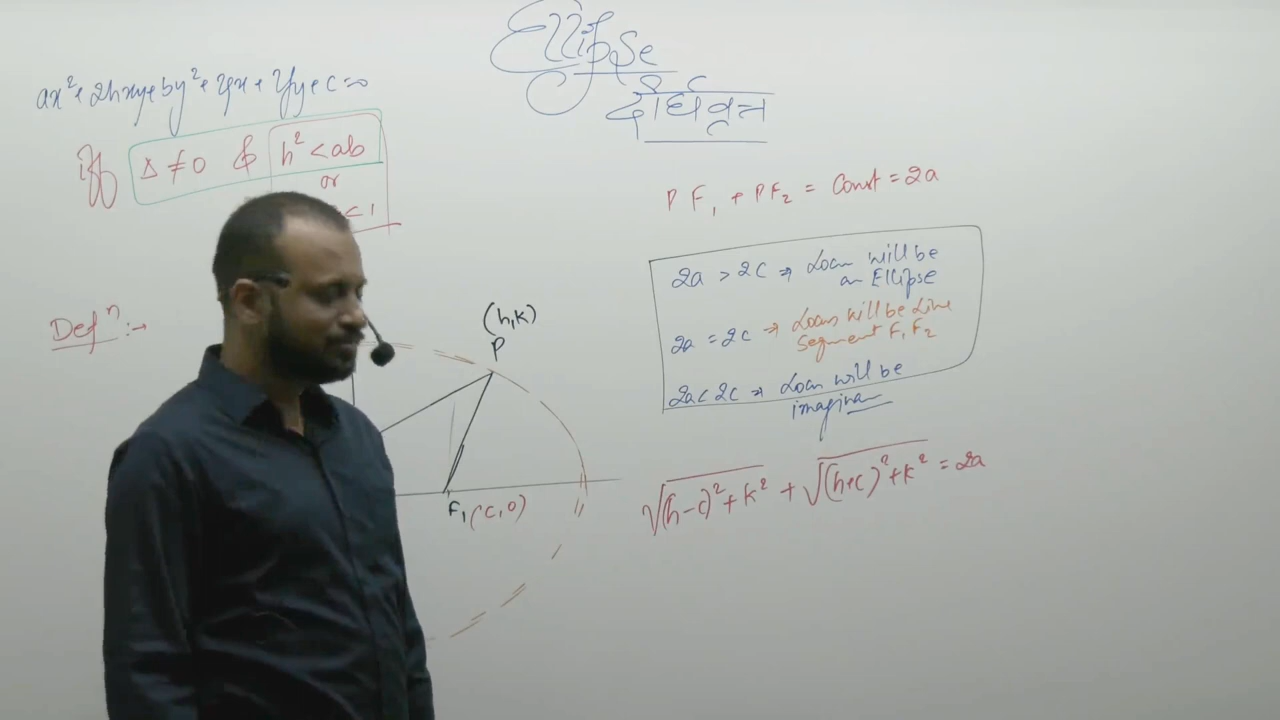 Ellipse
दीर्घवृत्त
ax² + 2hxy + by² + 2gx + 2fy + c = 0
iff Δ ≠ 0 & h² < ab
or
< 1
PF₁ + PF₂ = Const = 2a
2a > 2c ⇒ Locus will be
an Ellipse
2a = 2c ⇒ Locus will be Line
Segment F₁F₂
2a < 2c ⇒ Locus will be
imaginary
Defⁿ :-
(h,k)
P
F₁(c,0)
√(h-c)² + k² + √(h+c)² + k² = 2a